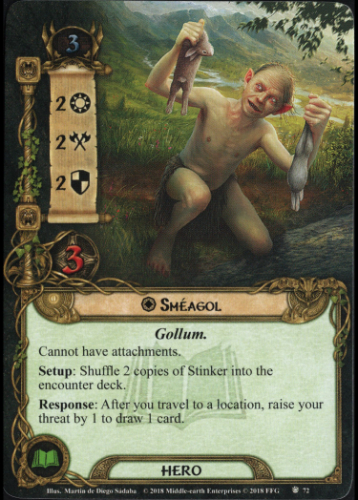 3
2
2
2
3
SMÉAGOL
Gollum.
Cannot have attachments.
Setup: Shuffle 2 copies of Stinker into the
encounter deck.
Response: After you travel to a location, raise your
threat by 1 to draw 1 card.
HERO
Illus. Martin de Diego Sádaba © 2018 Middle-earth Enterprises © 2018 FFG 72